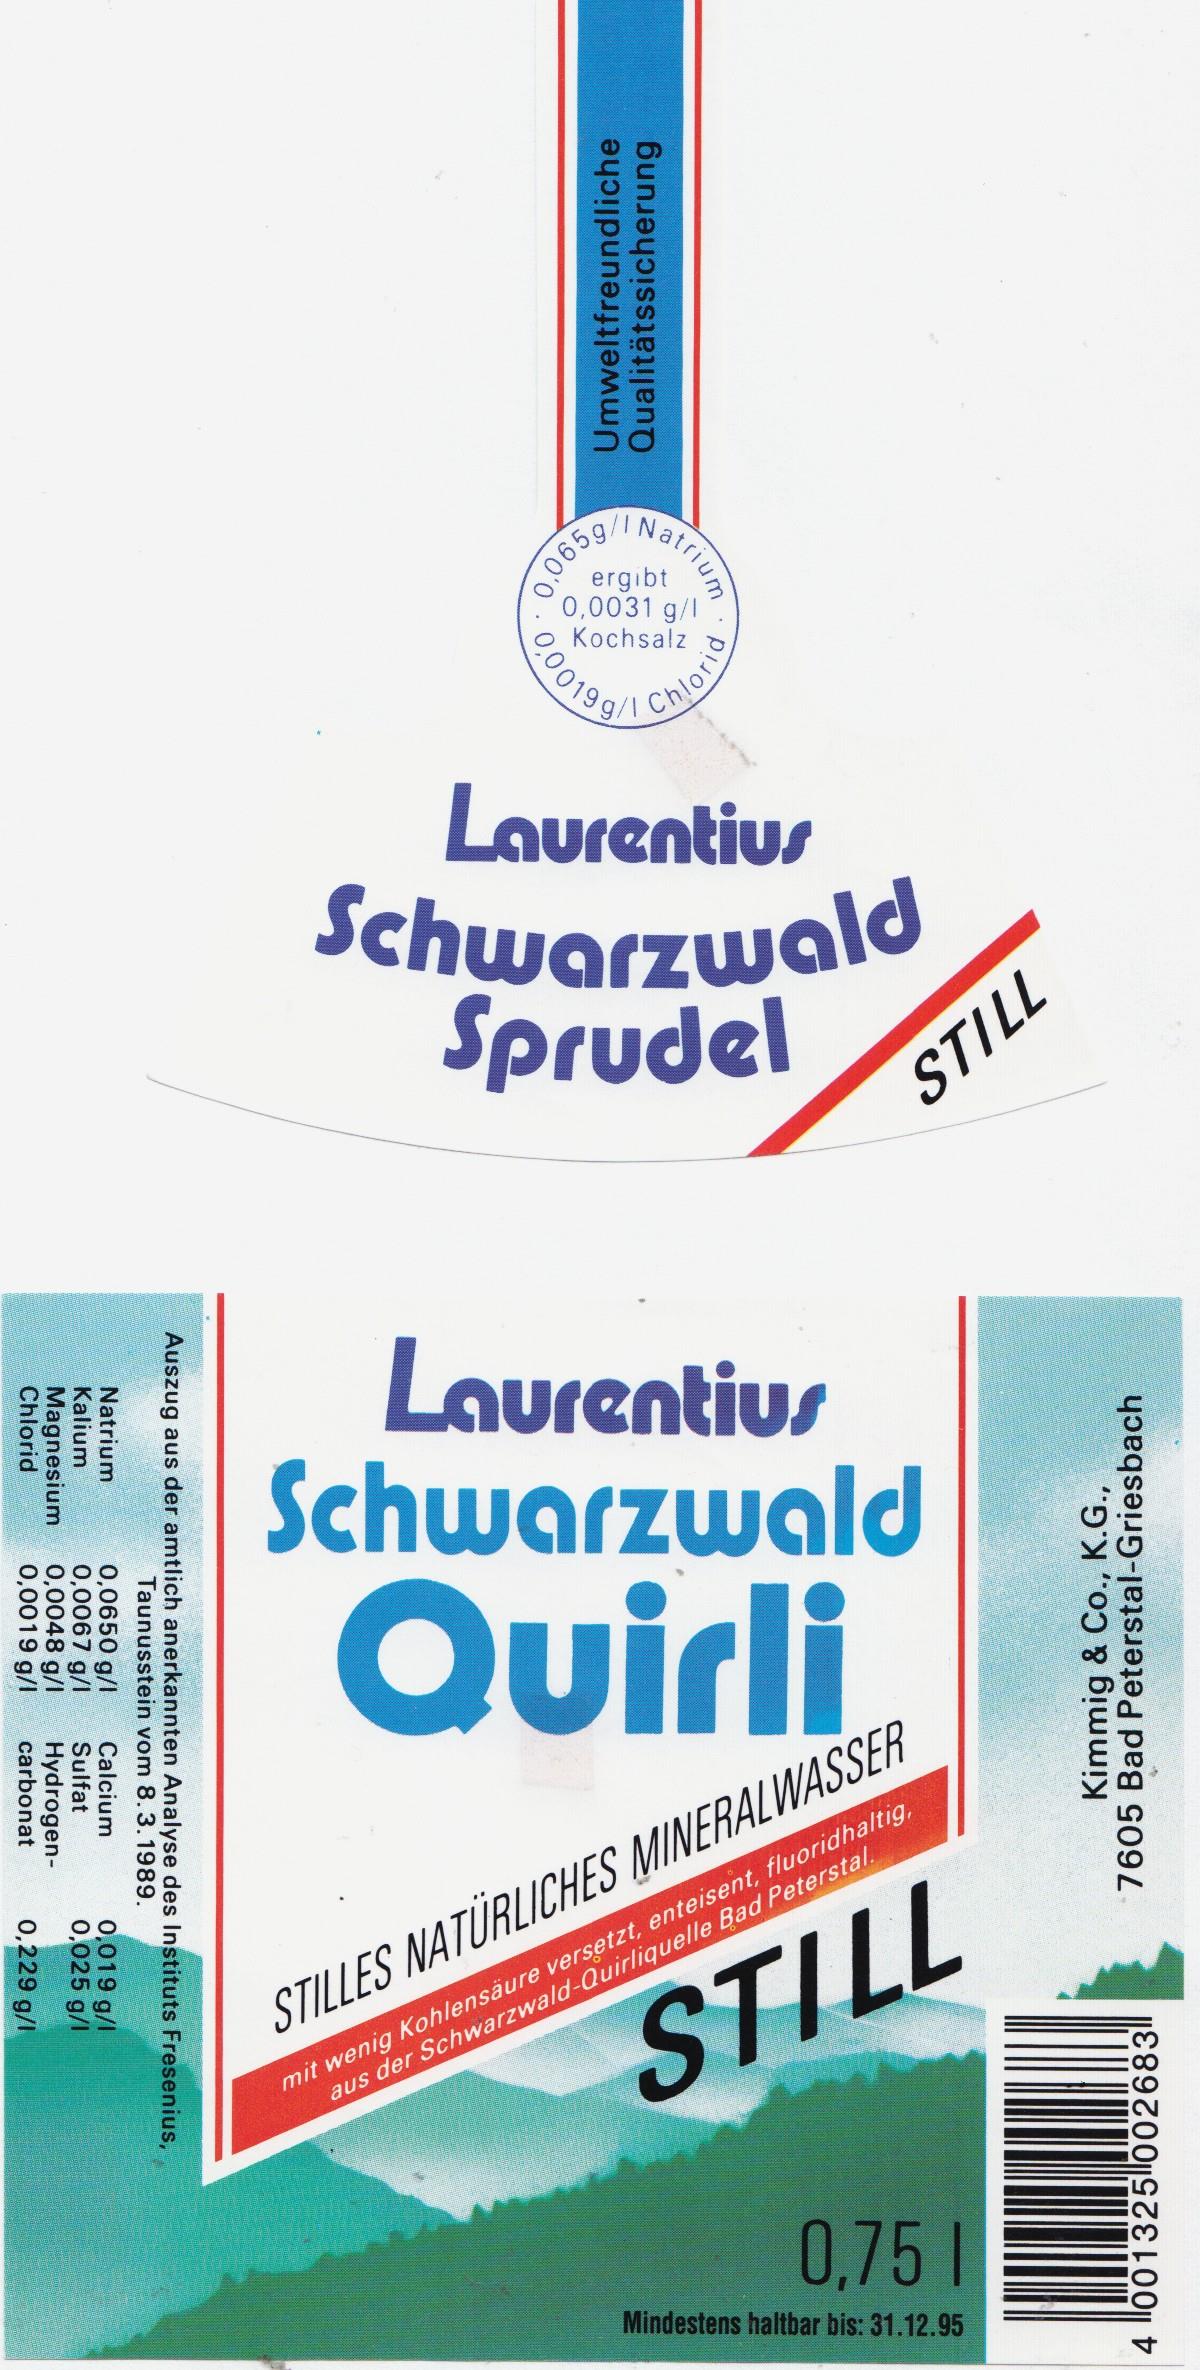 Umweltfreundliche
Qualitätssicherung
· 0,065g/l Natrium ·
ergibt
0,0031 g/l
Kochsalz
0,0019g/l Chlorid
Laurentius
Schwarzwald
Sprudel
STILL
Laurentius
Schwarzwald
Quirli
STILLES NATÜRLICHES MINERALWASSER
mit wenig Kohlensäure versetzt, enteisent, fluoridhaltig,
aus der Schwarzwald-Quirliquelle Bad Peterstal.
STILL
0,75 l
Mindestens haltbar bis: 31.12.95
Auszug aus der amtlich anerkannten Analyse des Instituts Fresenius,
Taunusstein vom 8.3.1989.
Natrium 0,0650 g/l Calcium 0,019 g/l
Kalium 0,0067 g/l Sulfat 0,025 g/l
Magnesium 0,0048 g/l Hydrogen-
Chlorid 0,0019 g/l carbonat 0,229 g/l
Kimmig & Co., K.G.,
7605 Bad Peterstal-Griesbach
4 001325 002683